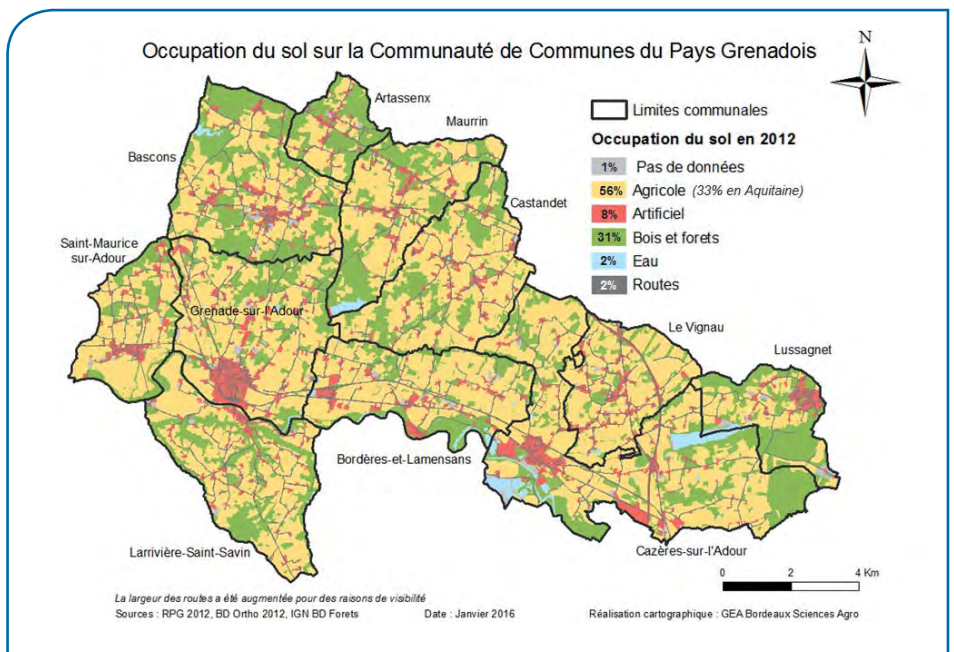 Occupation du sol sur la Communauté de Communes du Pays Grenadois
N
Artassenx
Maurrin
Bascons
Castandet
Saint-Maurice
sur-Adour
Grenade-sur-l'Adour
Le Vignau
Lussagnet
Bordères-et-Lamensans
Larrivière-Saint-Savin
Cazères-sur-l'Adour
Limites communales
Occupation du sol en 2012
1% Pas de données
56% Agricole (33% en Aquitaine)
8% Artificiel
31% Bois et forets
2% Eau
2% Routes
0 2 4 Km
La largeur des routes a été augmentée pour des raisons de visibilité
Sources : RPG 2012, BD Ortho 2012, IGN BD Forets Date : Janvier 2016 Réalisation cartographique : GEA Bordeaux Sciences Agro